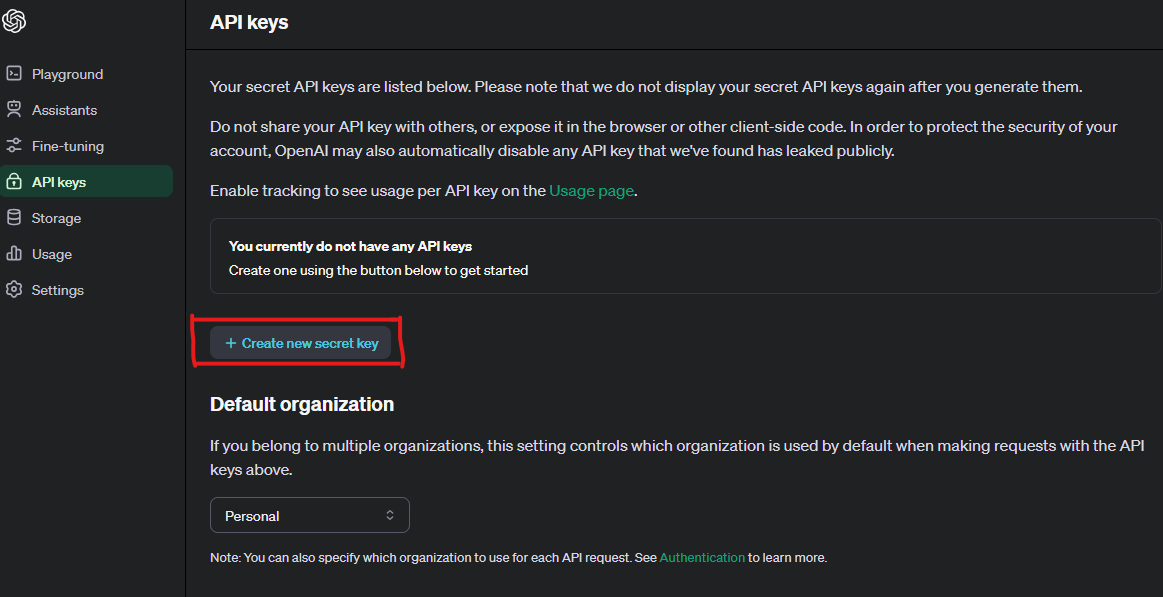 API keys
Playground
Assistants
Fine-tuning
API keys
Storage
Usage
Settings
Your secret API keys are listed below. Please note that we do not display your secret API keys again after you generate them.
Do not share your API key with others, or expose it in the browser or other client-side code. In order to protect the security of your
account, OpenAI may also automatically disable any API key that we've found has leaked publicly.
Enable tracking to see usage per API key on the Usage page.
You currently do not have any API keys
Create one using the button below to get started
+ Create new secret key
Default organization
If you belong to multiple organizations, this setting controls which organization is used by default when making requests with the API
keys above.
Personal
Note: You can also specify which organization to use for each API request. See Authentication to learn more.